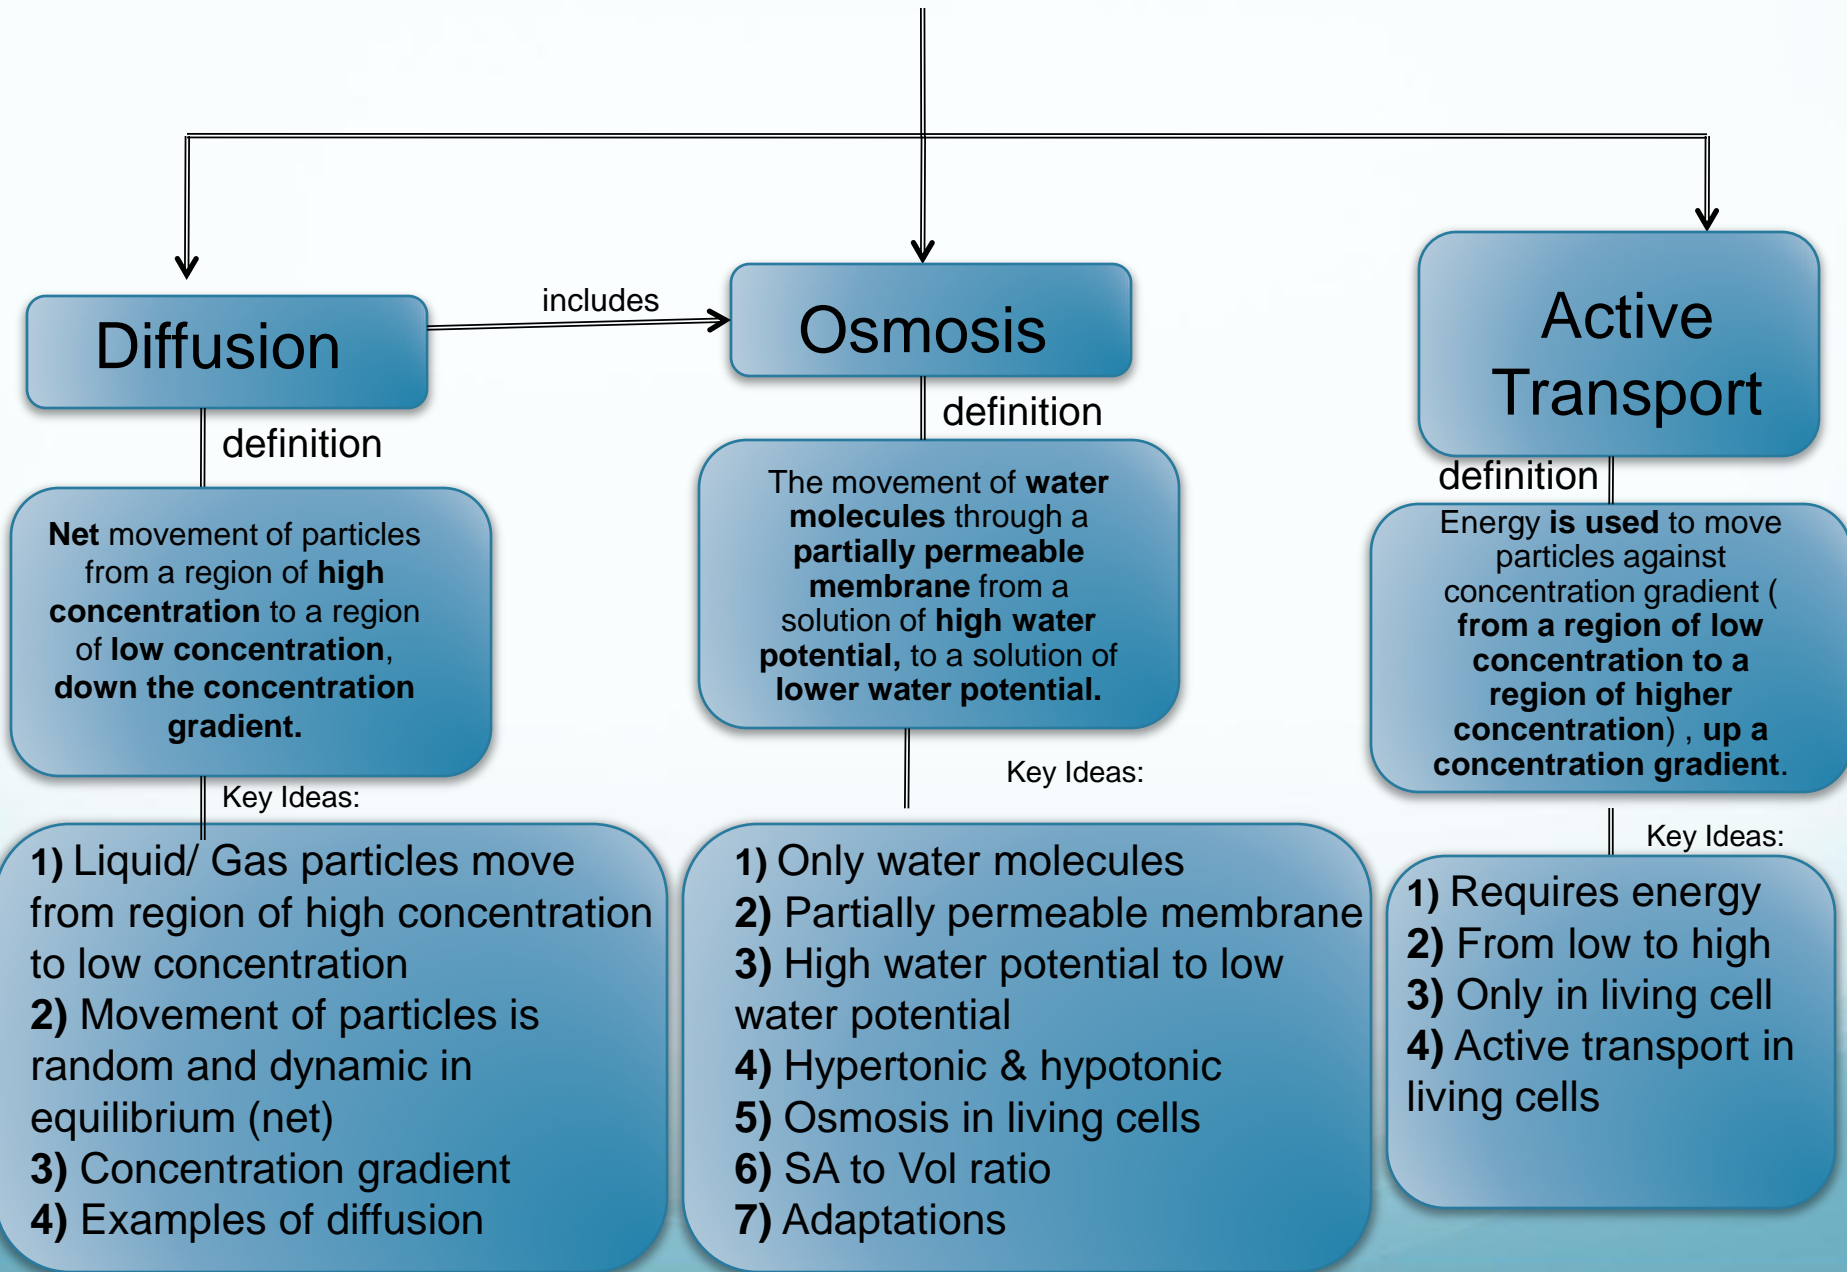 Diffusion
includes
Osmosis
Active
Transport
definition
Net movement of particles
from a region of high
concentration to a region
of low concentration,
down the concentration
gradient.
Key Ideas:
1) Liquid/ Gas particles move
from region of high concentration
to low concentration
2) Movement of particles is
random and dynamic in
equilibrium (net)
3) Concentration gradient
4) Examples of diffusion
definition
The movement of water
molecules through a
partially permeable
membrane from a
solution of high water
potential, to a solution of
lower water potential.
Key Ideas:
1) Only water molecules
2) Partially permeable membrane
3) High water potential to low
water potential
4) Hypertonic & hypotonic
5) Osmosis in living cells
6) SA to Vol ratio
7) Adaptations
definition
Energy is used to move
particles against
concentration gradient (
from a region of low
concentration to a
region of higher
concentration) , up a
concentration gradient.
Key Ideas:
1) Requires energy
2) From low to high
3) Only in living cell
4) Active transport in
living cells